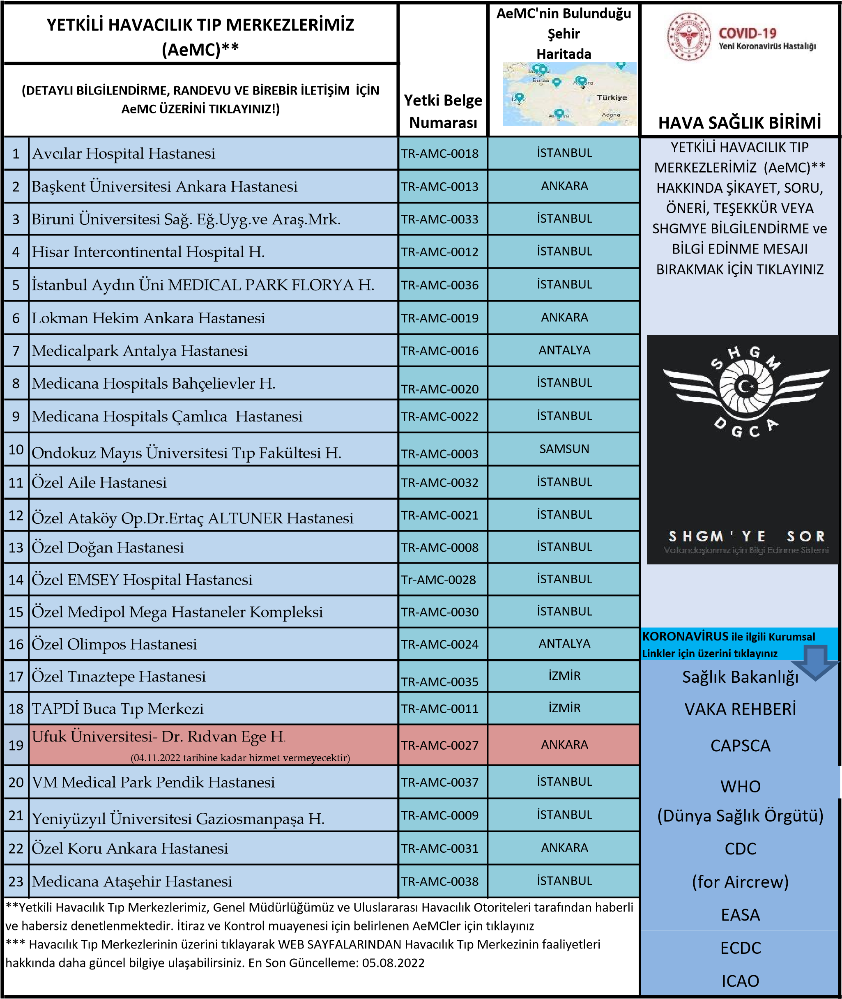 YETKİLİ HAVACILIK TIP MERKEZLERİMİZ
(AeMC)**
(DETAYLI BİLGİLENDİRME, RANDEVU VE BİREBİR İLETİŞİM İÇİN
AeMC ÜZERİNİ TIKLAYINIZ!)
Yetki Belge
Numarası
AeMC'nin Bulunduğu
Şehir
Haritada
Bursa
Türkiye
Adana
COVID-19
Yeni Koronavirüs Hastalığı
HAVA SAĞLIK BİRİMİ
1 Avcılar Hospital Hastanesi TR-AMC-0018 İSTANBUL
2 Başkent Üniversitesi Ankara Hastanesi TR-AMC-0013 ANKARA
3 Biruni Üniversitesi Sağ. Eğ.Uyg.ve Araş.Mrk. TR-AMC-0033 İSTANBUL
4 Hisar Intercontinental Hospital H. TR-AMC-0012 İSTANBUL
5 İstanbul Aydın Üni MEDICAL PARK FLORYA H. TR-AMC-0036 İSTANBUL
6 Lokman Hekim Ankara Hastanesi TR-AMC-0019 ANKARA
7 Medicalpark Antalya Hastanesi TR-AMC-0016 ANTALYA
8 Medicana Hospitals Bahçelievler H. TR-AMC-0020 İSTANBUL
9 Medicana Hospitals Çamlıca Hastanesi TR-AMC-0022 İSTANBUL
10 Ondokuz Mayıs Üniversitesi Tıp Fakültesi H. TR-AMC-0003 SAMSUN
11 Özel Aile Hastanesi TR-AMC-0032 İSTANBUL
12 Özel Ataköy Op.Dr.Ertaç ALTUNER Hastanesi TR-AMC-0021 İSTANBUL
13 Özel Doğan Hastanesi TR-AMC-0008 İSTANBUL
14 Özel EMSEY Hospital Hastanesi Tr-AMC-0028 İSTANBUL
15 Özel Medipol Mega Hastaneler Kompleksi TR-AMC-0030 İSTANBUL
16 Özel Olimpos Hastanesi TR-AMC-0024 ANTALYA
17 Özel Tınaztepe Hastanesi TR-AMC-0035 İZMİR
18 TAPDİ Buca Tıp Merkezi TR-AMC-0011 İZMİR
19 Ufuk Üniversitesi- Dr. Rıdvan Ege H. TR-AMC-0027 ANKARA
(04.11.2022 tarihine kadar hizmet vermeyecektir)
20 VM Medical Park Pendik Hastanesi TR-AMC-0037 İSTANBUL
21 Yeniyüzyıl Üniversitesi Gaziosmanpaşa H. TR-AMC-0009 İSTANBUL
22 Özel Koru Ankara Hastanesi TR-AMC-0031 ANKARA
23 Medicana Ataşehir Hastanesi TR-AMC-0038 İSTANBUL
**Yetkili Havacılık Tıp Merkezlerimiz, Genel Müdürlüğümüz ve Uluslararası Havacılık Otoriteleri tarafından haberli
ve habersiz denetlenmektedir. İtiraz ve Kontrol muayenesi için belirlenen AeMCler için tıklayınız
*** Havacılık Tıp Merkezlerinin üzerini tıklayarak WEB SAYFALARINDAN Havacılık Tıp Merkezinin faaliyetleri
hakkında daha güncel bilgiye ulaşabilirsiniz. En Son Güncelleme: 05.08.2022
YETKİLİ HAVACILIK TIP
MERKEZLERİMİZ (AeMC)**
HAKKINDA ŞİKAYET, SORU,
ÖNERİ, TEŞEKKÜR VEYA
SHGMYE BİLGİLENDİRME ve
BİLGİ EDİNME MESAJI
BIRAKMAK İÇİN TIKLAYINIZ
SHGM
DGCA
SHGM'YE SOR
Vatandaşlarımız için Bilgi Edinme Sistemi
KORONAVİRUS ile ilgili Kurumsal
Linkler için üzerini tıklayınız
Sağlık Bakanlığı
VAKA REHBERİ
CAPSCA
WHO
(Dünya Sağlık Örgütü)
CDC
(for Aircrew)
EASA
ECDC
ICAO